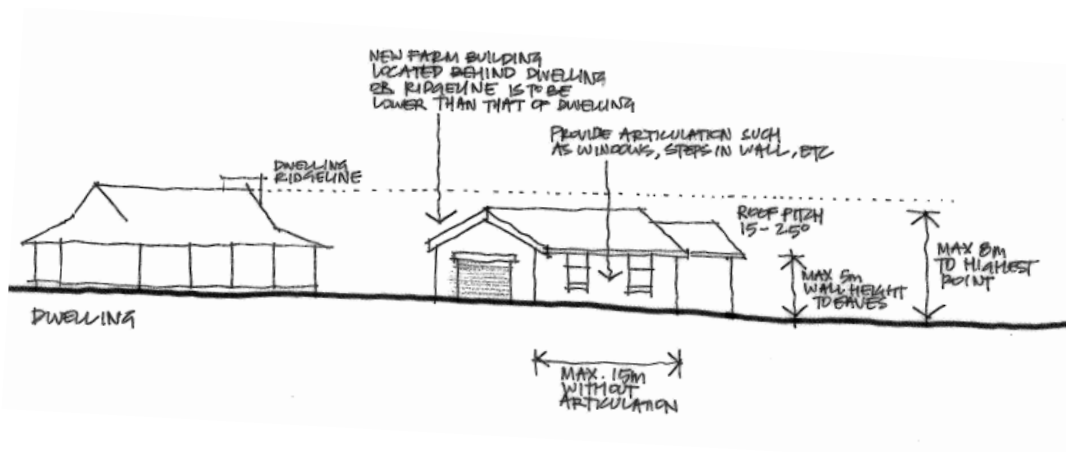 NEW FARM BUILDING
LOCATED BEHIND DWELLING
OR RIDGELINE IS TO BE
LOWER THAN THAT OF DWELLING
PROVIDE ARTICULATION SUCH
AS WINDOWS, STEPS IN WALL, ETC
DWELLING
RIDGELINE
ROOF PITCH
15-25°
MAX 8m
TO HIGHEST
POINT
MAX 5m
WALL HEIGHT
TO EAVES
DWELLING
MAX. 15m
WITHOUT
ARTICULATION